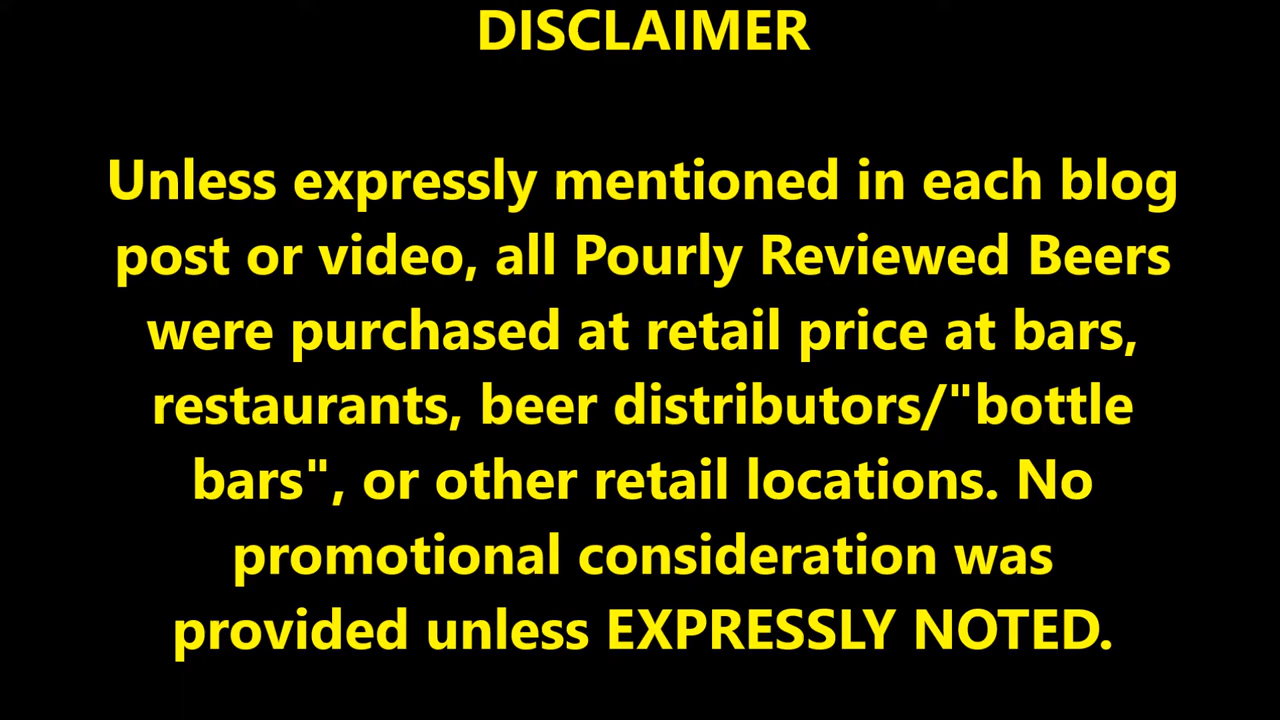 DISCLAIMER
Unless expressly mentioned in each blog
post or video, all Pourly Reviewed Beers
were purchased at retail price at bars,
restaurants, beer distributors/"bottle
bars", or other retail locations. No
promotional consideration was
provided unless EXPRESSLY NOTED.